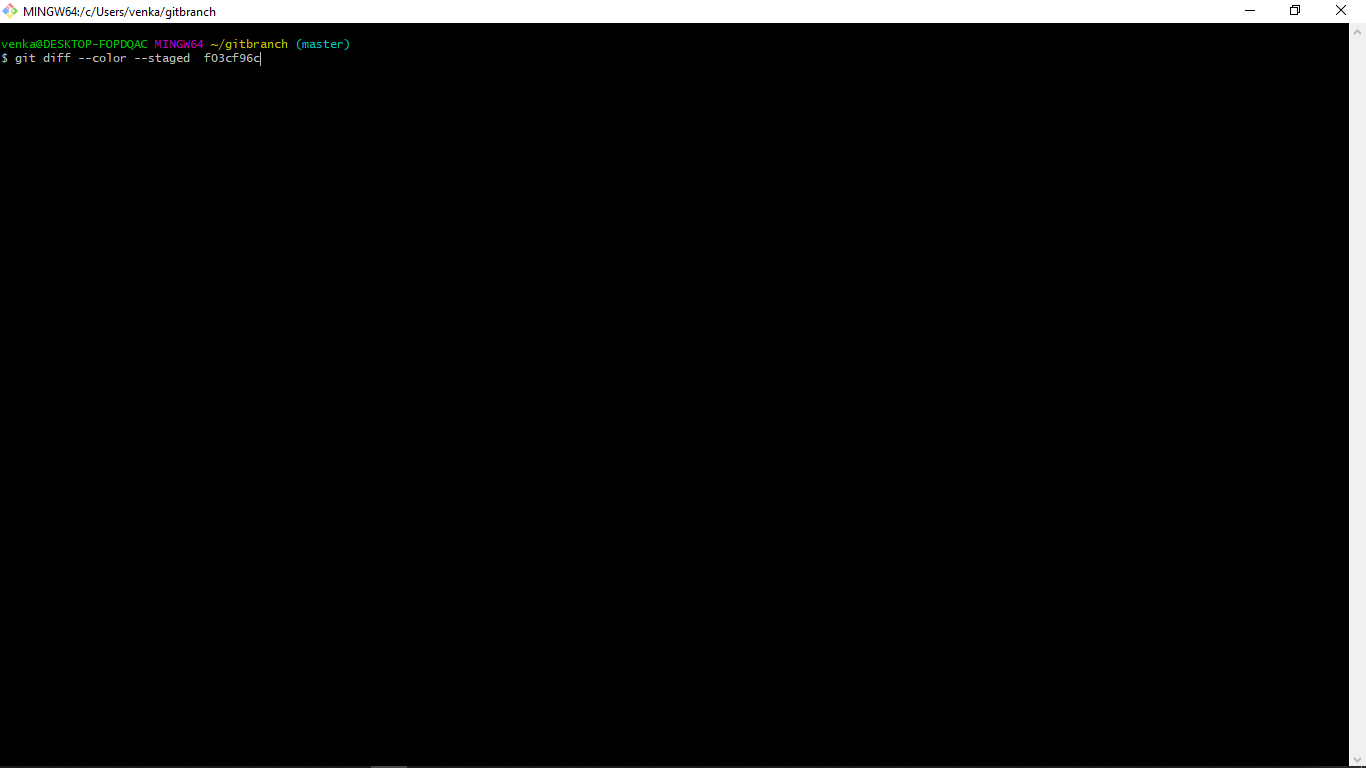 MINGW64:/c/Users/venka/gitbranch
venka@DESKTOP-FOPDQAC MINGW64 ~/gitbranch (master)
$ git diff --color --staged  f03cf96c